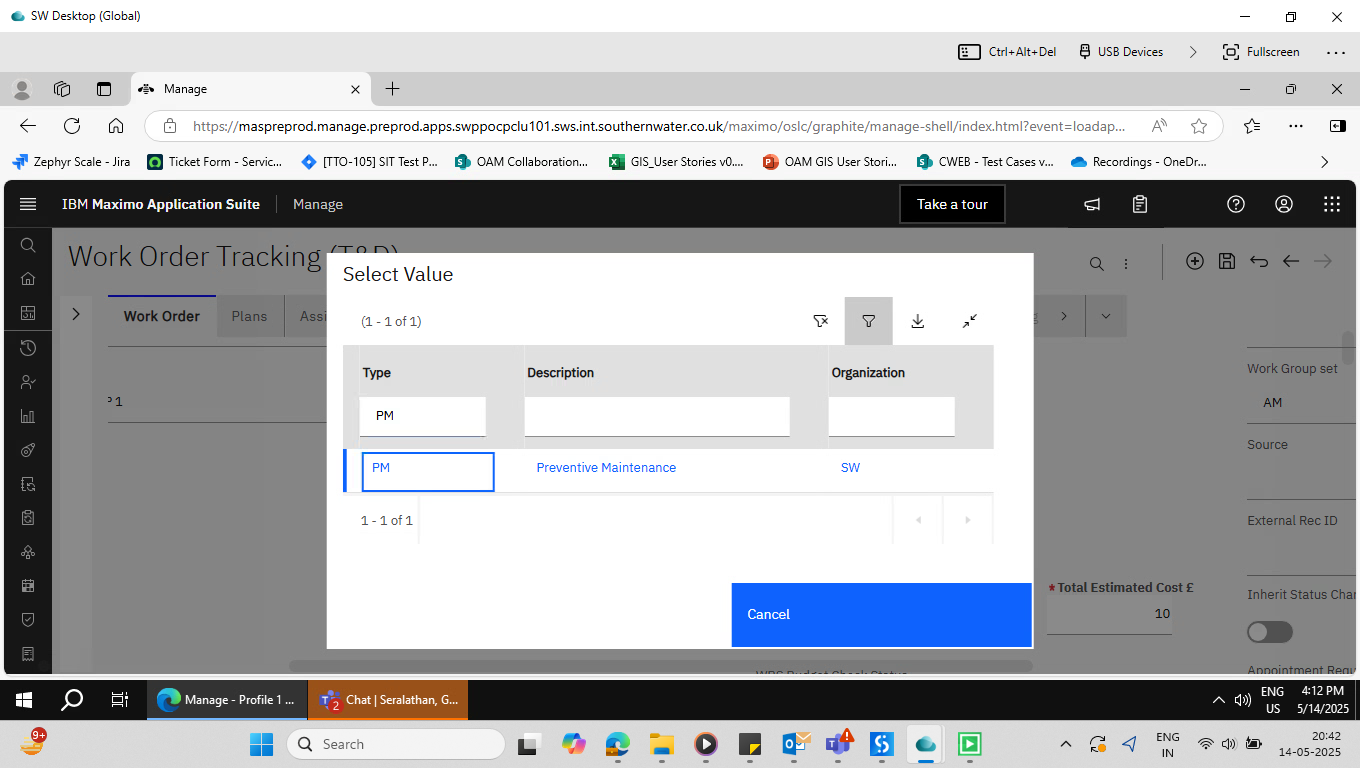 SW Desktop (Global)
Ctrl+Alt+Del USB Devices Fullscreen
Manage
https://maspreprod.manage.preprod.apps.swppocpclu101.sws.int.southernwater.co.uk/maximo/oslc/graphite/manage-shell/index.html?event=loadap...
Zephyr Scale - Jira Ticket Form - Servic... [TTO-105] SIT Test P... OAM Collaboration... GIS_User Stories v0.... OAM GIS User Stori... CWEB - Test Cases v... Recordings - OneDr...
IBM Maximo Application Suite Manage Take a tour
Work Order Tracking (T&D)
Select Value
Work Order Plans Assi
(1 - 1 of 1)
Type Description Organization
Work Group set
PM
AM
P1
Source
PM Preventive Maintenance SW
1 - 1 of 1
External Rec ID
Total Estimated Cost £
Inherit Status Chan
10
Cancel
WBS Budget Check Status
Appointment Requ
Manage - Profile 1 ... Chat | Seralathan, G... 2
ENG US
4:12 PM
5/14/2025
9+
Search
ENG IN
20:42
14-05-2025